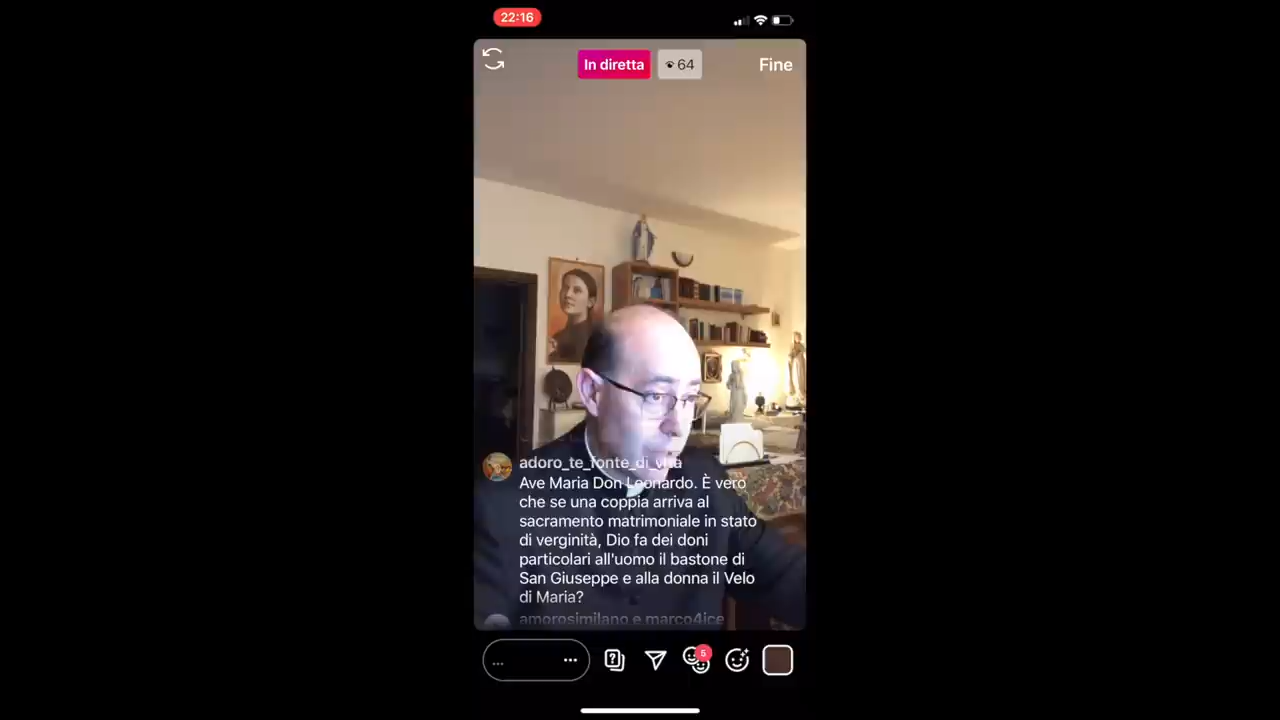 22:16
In diretta
64
Fine
adoro_te_fonte_di_vita
Ave Maria Don Leonardo. È vero
che se una coppia arriva al
sacramento matrimoniale in stato
di verginità, Dio fa dei doni
particolari all'uomo il bastone di
San Giuseppe e alla donna il Velo
di Maria?
amorosimilano e marco4ice
5